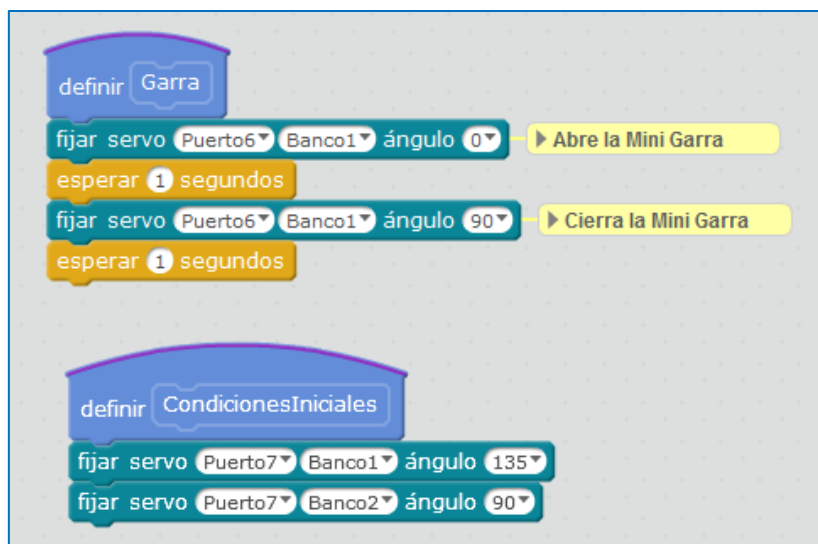 definir Garra
fijar servo Puerto6 Banco1 ángulo 0 Abre la Mini Garra
esperar 1 segundos
fijar servo Puerto6 Banco1 ángulo 90 Cierra la Mini Garra
esperar 1 segundos
definir CondicionesIniciales
fijar servo Puerto7 Banco1 ángulo 135
fijar servo Puerto7 Banco2 ángulo 90